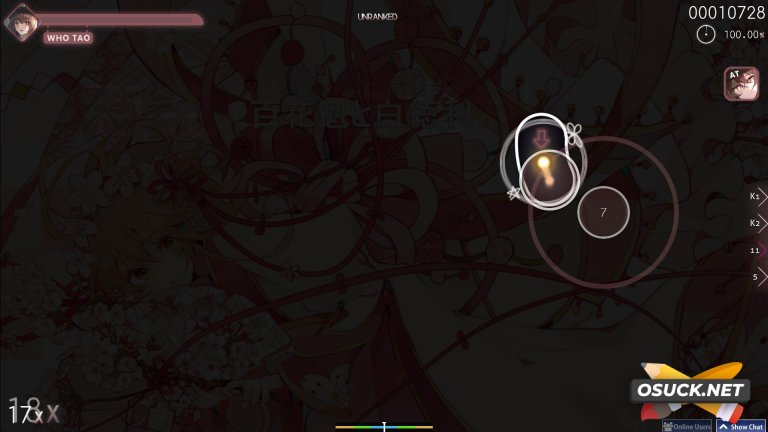 UNRANKED
00010728
100.00%
WHO TAO
AT
7
K1
K2
11
5
17x
OSUCK.NET
Online Users
Show Chat